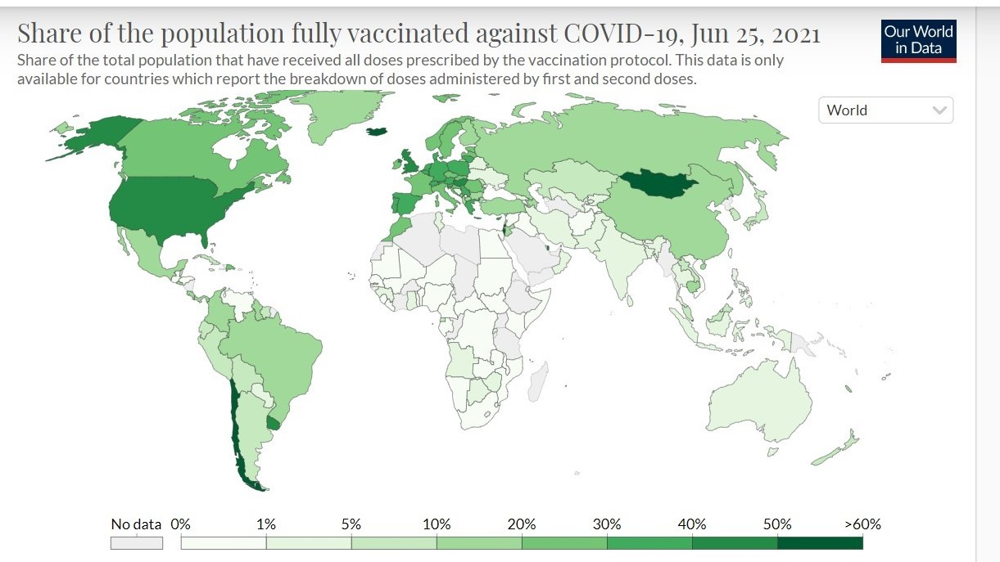 Share of the population fully vaccinated against COVID-19, Jun 25, 2021
Our World
in Data
Share of the total population that have received all doses prescribed by the vaccination protocol. This data is only
available for countries which report the breakdown of doses administered by first and second doses.
World
No data 0% 1% 5% 10% 20% 30% 40% 50% >60%